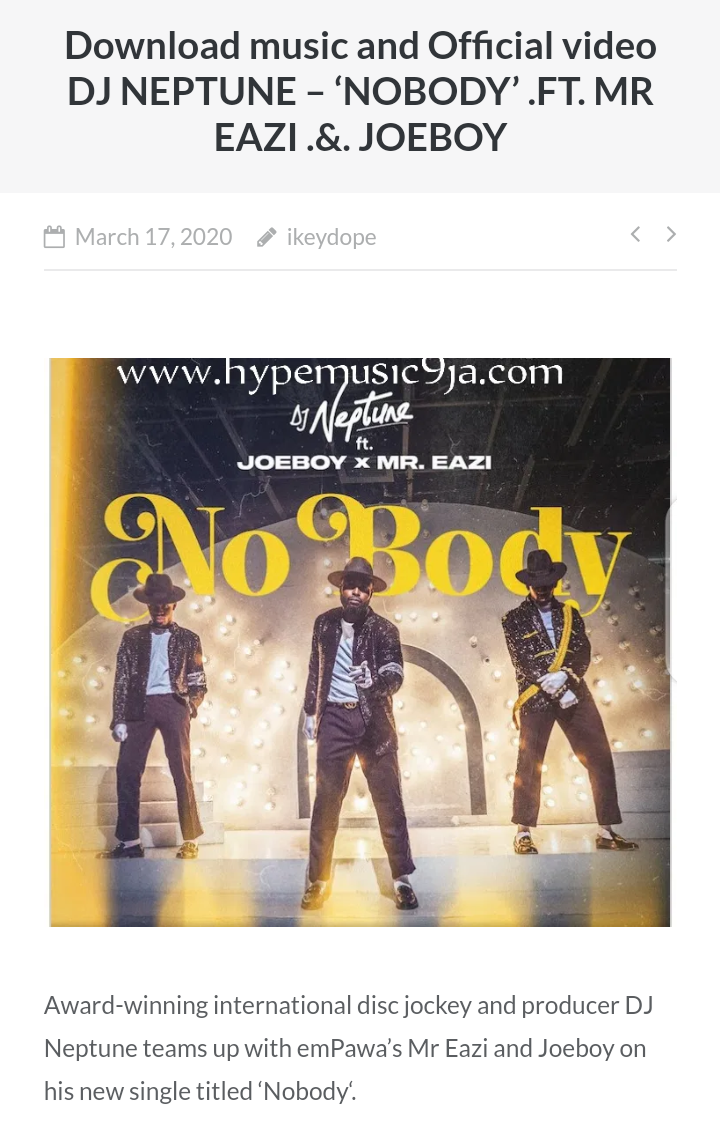 Download music and Official video
DJ NEPTUNE – ‘NOBODY’ .FT. MR
EAZI .&. JOEBOY
March 17, 2020 ikeydope
www.hypemusic9ja.com
DJ Neptune
ft.
JOEBOY x MR. EAZI
No Body
Award-winning international disc jockey and producer DJ
Neptune teams up with emPawa’s Mr Eazi and Joeboy on
his new single titled ‘Nobody‘.